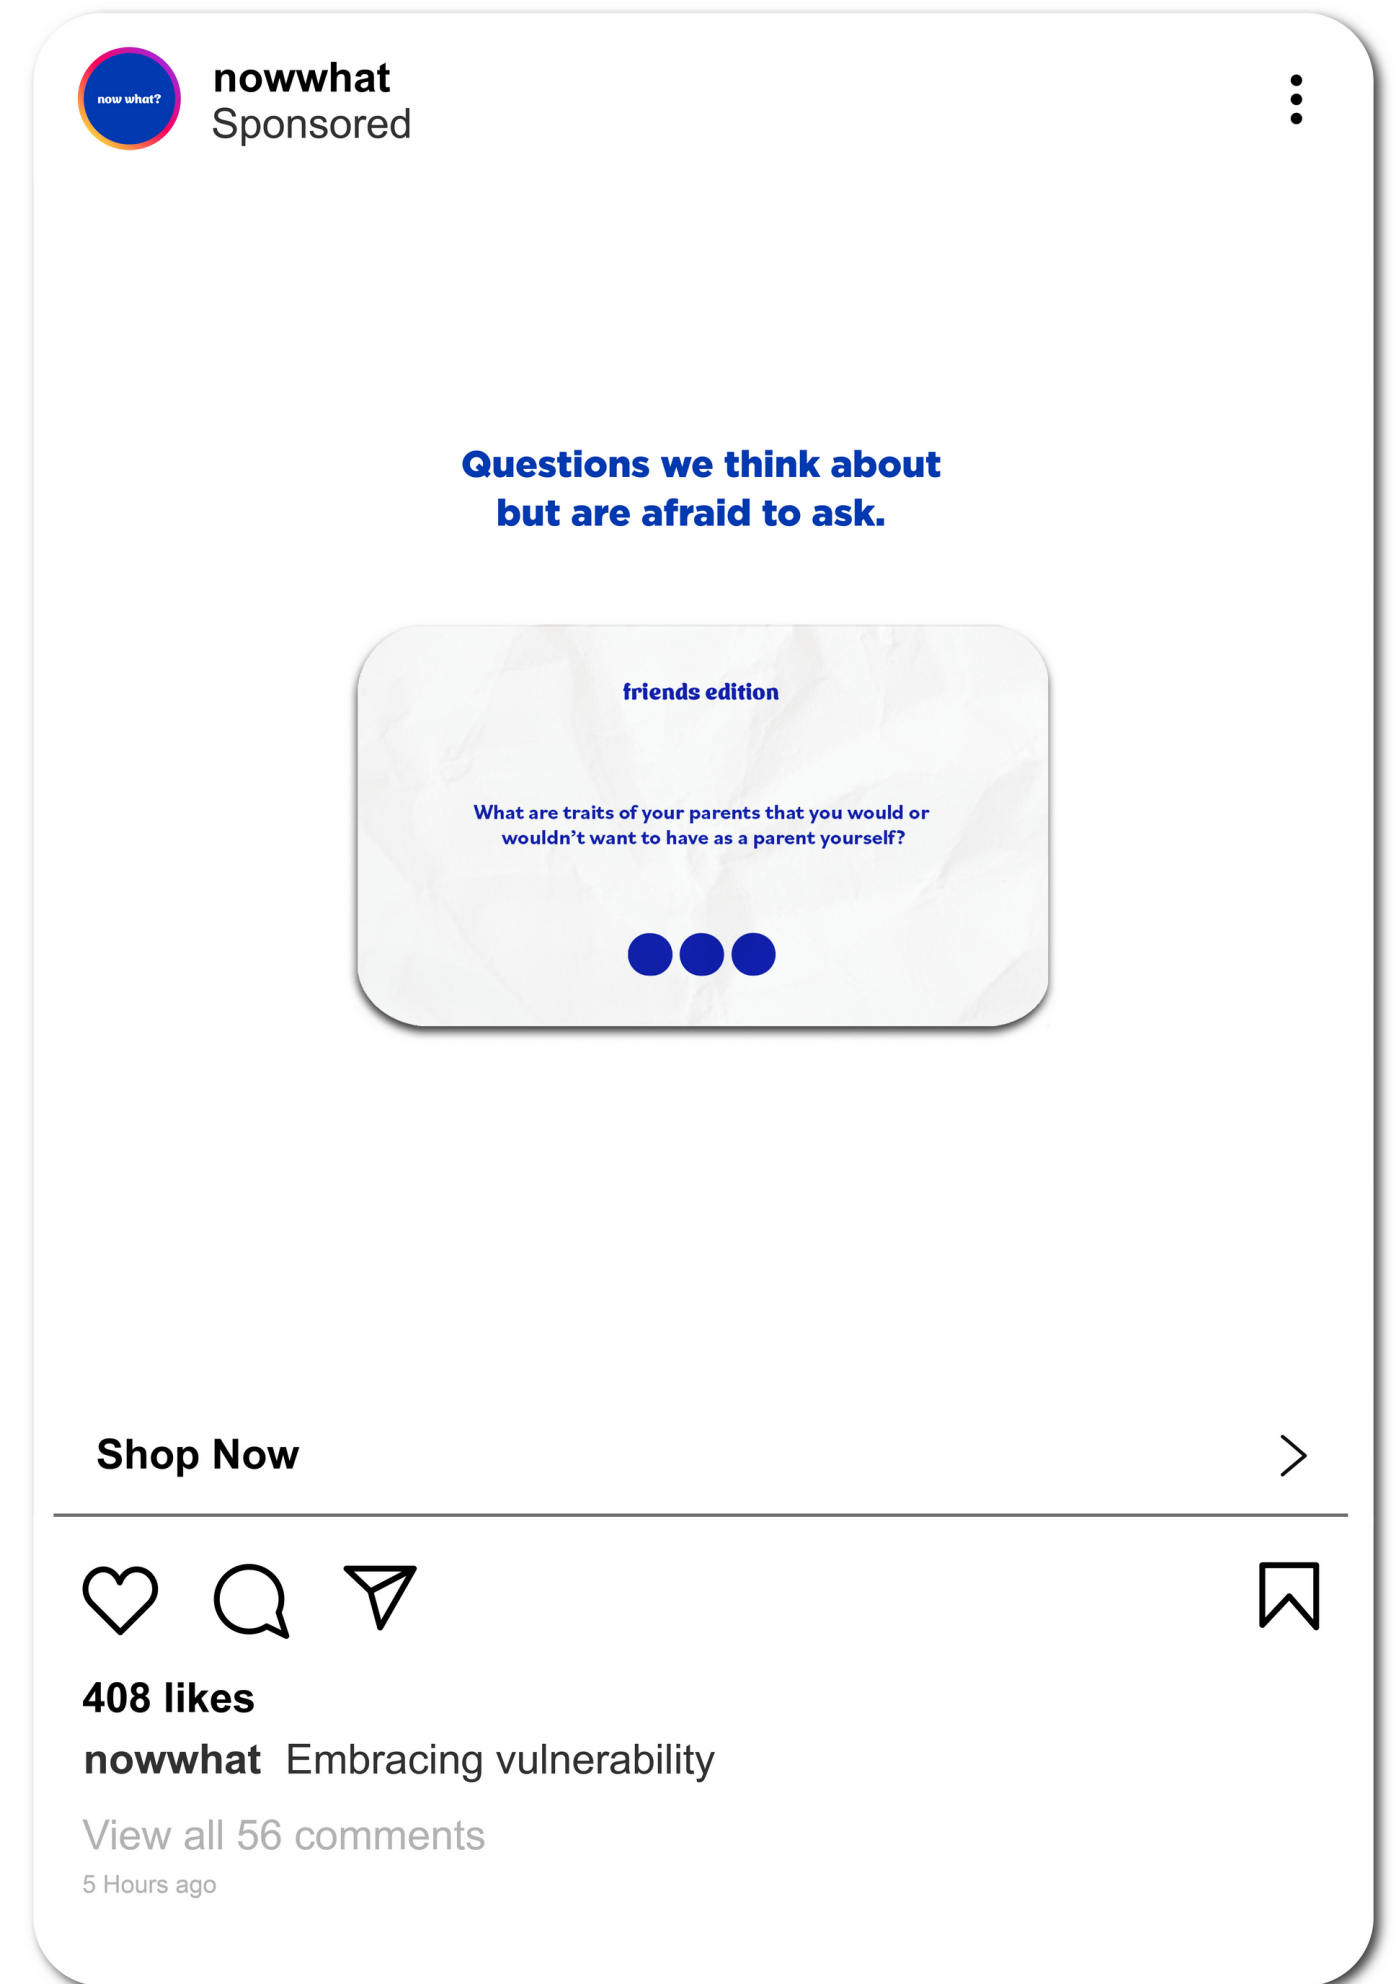 now what?
nowwhat
Sponsored
Questions we think about
but are afraid to ask.
friends edition
What are traits of your parents that you would or
wouldn’t want to have as a parent yourself?
Shop Now
408 likes
nowwhat Embracing vulnerability
View all 56 comments
5 Hours ago